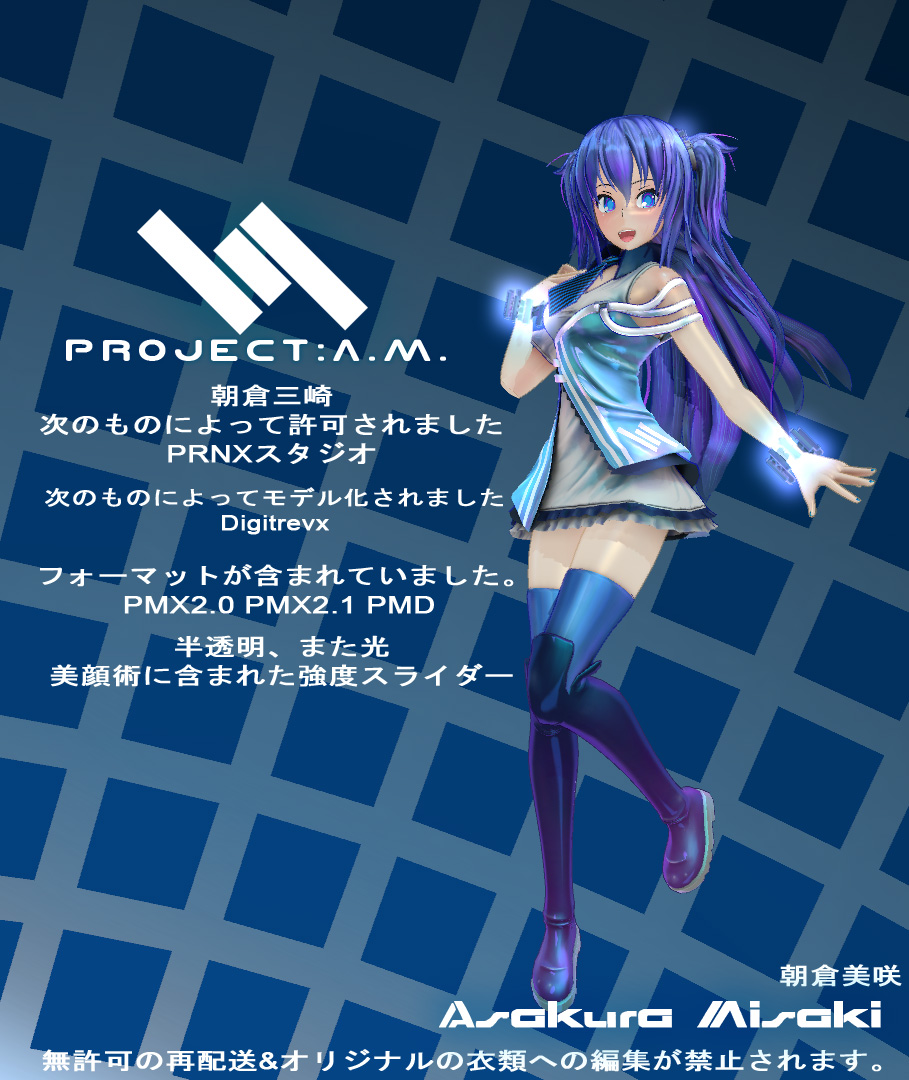 PROJECT:A.M.
朝倉三崎
次のものによって許可されました
PRNXスタジオ
次のものによってモデル化されました
Digitrevx
フォーマットが含まれていました。
PMX2.0 PMX2.1 PMD
半透明、また光
美顔術に含まれた強度スライダー
朝倉美咲
Asakura Misaki
無許可の再配送&オリジナルの衣類への編集が禁止されます。